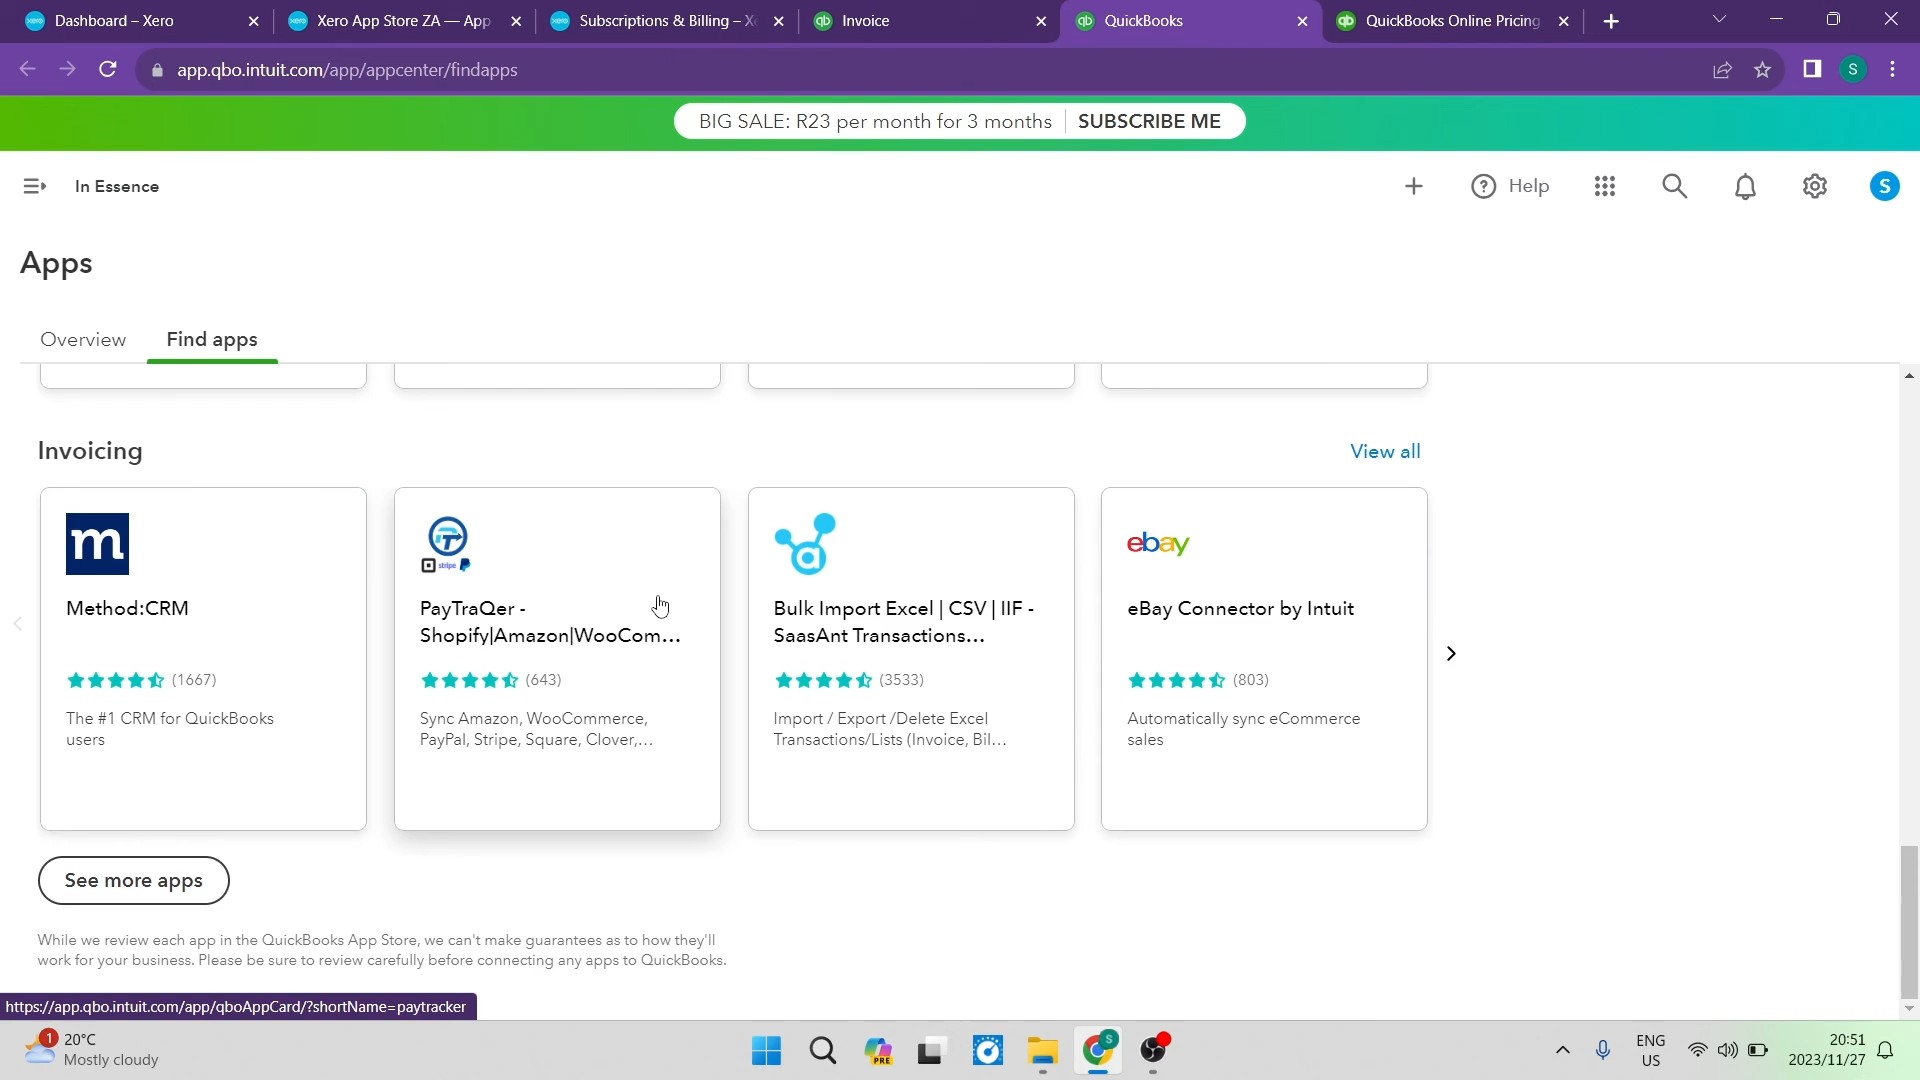 Dashboard – Xero
Xero App Store ZA — App
Subscriptions & Billing – X
Invoice
QuickBooks
QuickBooks Online Pricing
app.qbo.intuit.com/app/appcenter/findapps
S
BIG SALE: R23 per month for 3 months
SUBSCRIBE ME
In Essence
Help
S
Apps
Overview
Find apps
Invoicing
View all
m
Method:CRM
(1667)
The #1 CRM for QuickBooks
users
stripe
PayTraQer -
Shopify|Amazon|WooCom...
(643)
Sync Amazon, WooCommerce,
PayPal, Stripe, Square, Clover,...
Bulk Import Excel | CSV | IIF -
SaasAnt Transactions...
(3533)
Import / Export /Delete Excel
Transactions/Lists (Invoice, Bil...
ebay
eBay Connector by Intuit
(803)
Automatically sync eCommerce
sales
See more apps
While we review each app in the QuickBooks App Store, we can't make guarantees as to how they'll
work for your business. Please be sure to review carefully before connecting any apps to QuickBooks.
https://app.qbo.intuit.com/app/qboAppCard/?shortName=paytracker
1
20°C
Mostly cloudy
PRE
S
ENG
US
20:51
2023/11/27